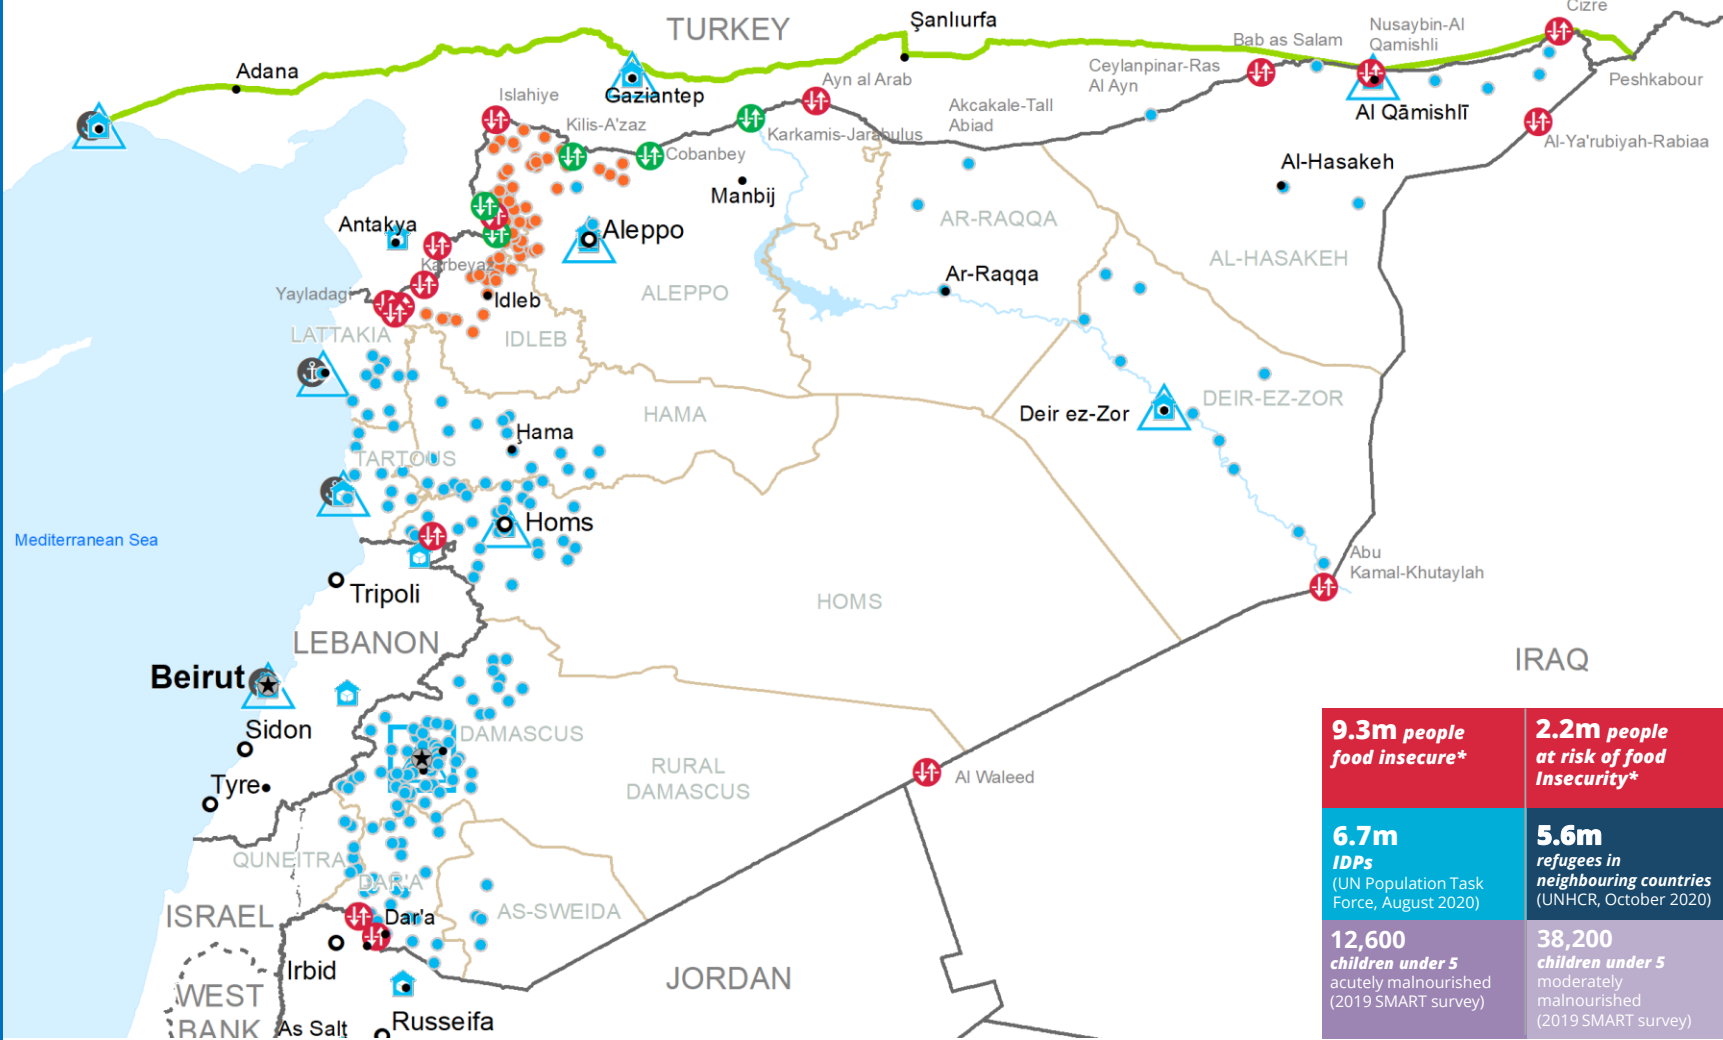 TURKEY
Şanlıurfa
Cizre
Nusaybin-Al
Qamishli
Bab as Salam
Adana
Ceylanpinar-Ras
Al Ayn
Peshkabour
Islahiye
Gaziantep
Ayn al Arab
Akcakale-Tall
Abiad
Al Qāmishlī
Kilis-A'zaz
Karkamis-Jarabulus
Cobanbey
Al-Ya'rubiyah-Rabiaa
Al-Hasakeh
Manbij
Antakya
Aleppo
AR-RAQQA
AL-HASAKEH
Karbeyaz
Ar-Raqqa
Yayladagi
Idleb
ALEPPO
LATTAKIA
IDLEB
DEIR-EZ-ZOR
Deir ez-Zor
HAMA
Hama
TARTOUS
Homs
Mediterranean Sea
Abu
Kamal-Khutaylah
Tripoli
HOMS
LEBANON
IRAQ
Beirut
Sidon
DAMASCUS
RURAL
DAMASCUS
Al Waleed
Tyre
QUNEITRA
DAR'A
ISRAEL
Dar'a
AS-SWEIDA
Irbid
JORDAN
WEST
BANK
As Salt
Russeifa
9.3m people
food insecure*
2.2m people
at risk of food
Insecurity*
6.7m
IDPs
(UN Population Task
Force, August 2020)
5.6m
refugees in
neighbouring countries
(UNHCR, October 2020)
12,600
children under 5
acutely malnourished
(2019 SMART survey)
38,200
children under 5
moderately
malnourished
(2019 SMART survey)